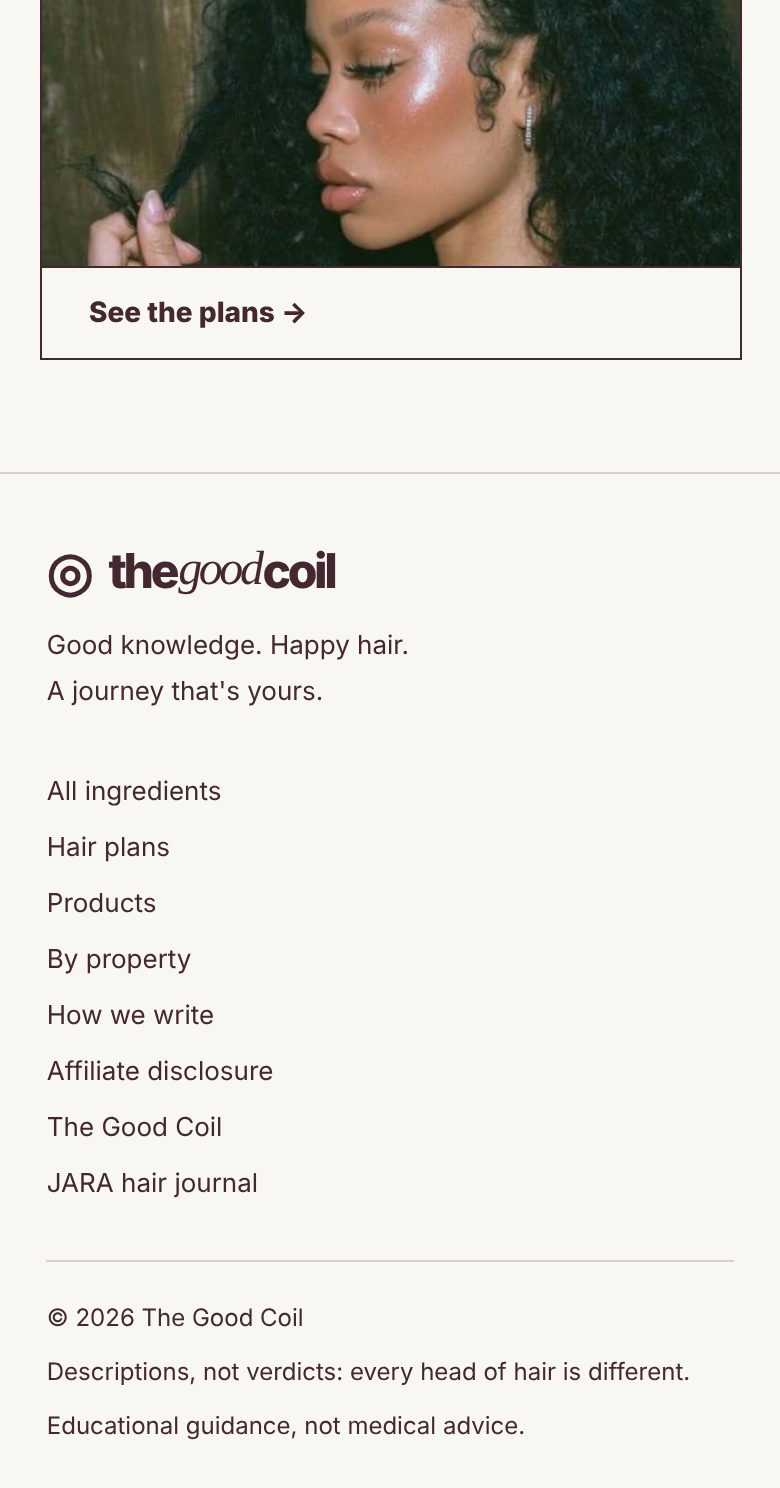 See the plans →
thegoodcoil
Good knowledge. Happy hair.
A journey that's yours.
All ingredients
Hair plans
Products
By property
How we write
Affiliate disclosure
The Good Coil
JARA hair journal
© 2026 The Good Coil
Descriptions, not verdicts: every head of hair is different.
Educational guidance, not medical advice.